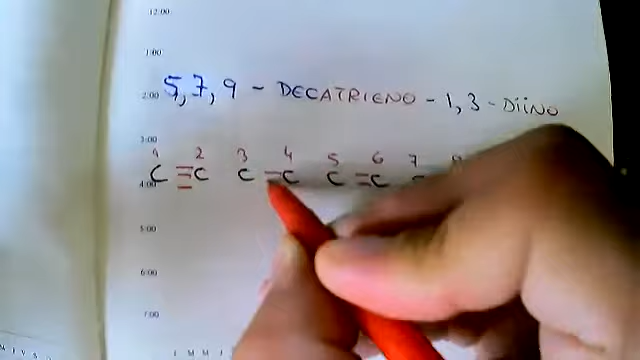 12:00
1:00
2:00 5,7,9 - DECATRIENO - 1,3 - DiiNO
3:00
1 2 3 4 5 6 7
4:00 C ≡ C C = C C = C C
5:00
6:00
7:00